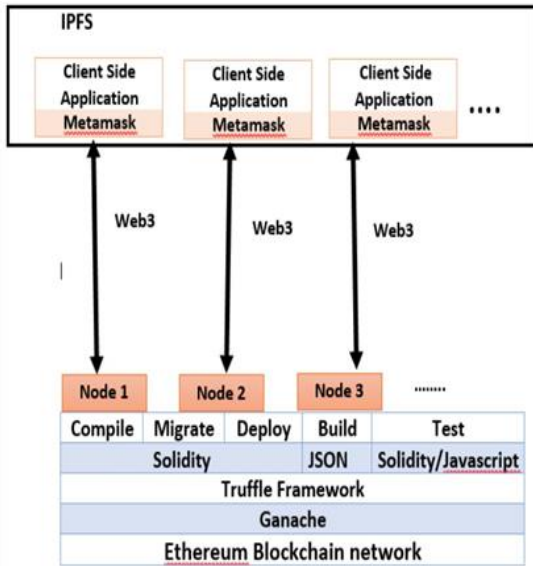 IPFS
Client Side Client Side Client Side
Application Application Application
Metamask Metamask Metamask ....
Web3 Web3 Web3
Node 1 Node 2 Node 3 ........
Compile Migrate Deploy Build Test
Solidity JSON Solidity/Javascript
Truffle Framework
Ganache
Ethereum Blockchain network